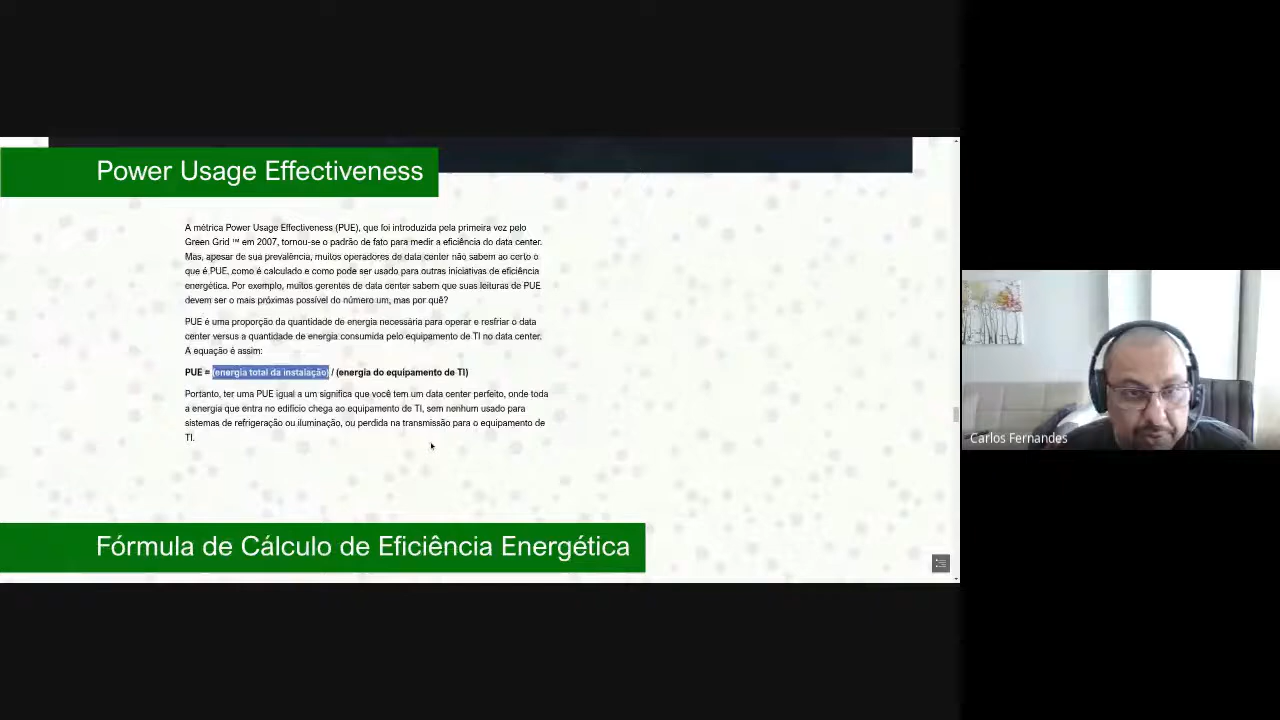 Power Usage Effectiveness
A métrica Power Usage Effectiveness (PUE), que foi introduzida pela primeira vez pelo
Green Grid ™ em 2007, tornou-se o padrão de fato para medir a eficiência do data center.
Mas, apesar de sua prevalência, muitos operadores de data center não sabem ao certo o
que é PUE, como é calculado e como pode ser usado para outras iniciativas de eficiência
energética. Por exemplo, muitos gerentes de data center sabem que suas leituras de PUE
devem ser o mais próximas possível do número um, mas por quê?
PUE é uma proporção da quantidade de energia necessária para operar e resfriar o data
center versus a quantidade de energia consumida pelo equipamento de TI no data center.
A equação é assim:
PUE = (energia total da instalação) / (energia do equipamento de TI)
Portanto, ter uma PUE igual a um significa que você tem um data center perfeito, onde toda
a energia que entra no edifício chega ao equipamento de TI, sem nenhum usado para
sistemas de refrigeração ou iluminação, ou perdida na transmissão para o equipamento de
TI.
Carlos Fernandes
Fórmula de Cálculo de Eficiência Energética